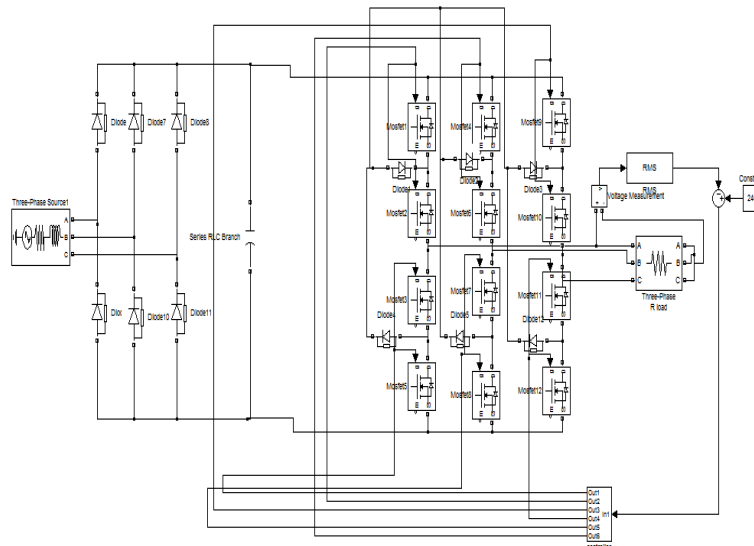 Diode
Diode7
Diode8
Three-Phase Source1
A
B
C
Series RLC Branch
Diode10
Diode11
Mosfet1
Mosfet4
Mosfet9
Diode3
Mosfet2
Mosfet6
Mosfet10
Mosfet3
Mosfet7
Mosfet11
Diode4
Diode5
Diode12
Mosfet5
Mosfet8
Mosfet12
RMS
RMS
Voltage Measurement
Const
24
A
B
C
A
B
C
Three-Phase
R load
Out1
Out2
Out3
Out4
Out5
Out6
In1